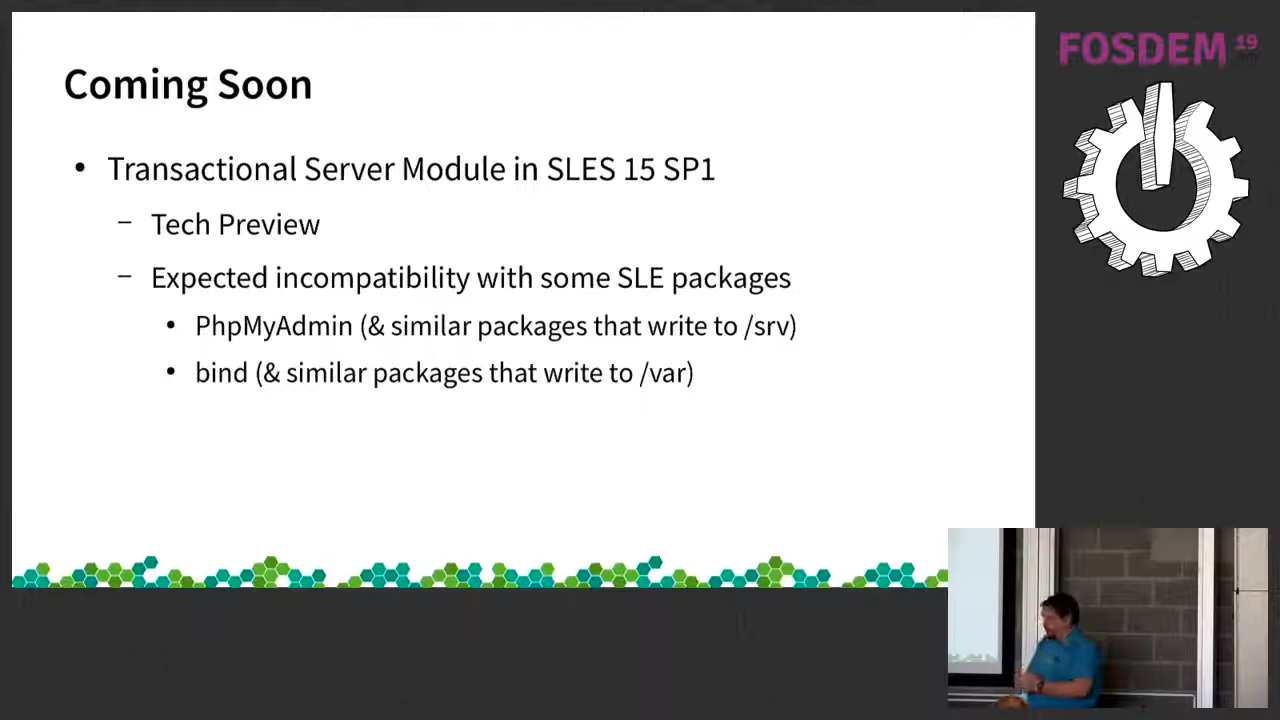 Coming Soon
• Transactional Server Module in SLES 15 SP1
– Tech Preview
– Expected incompatibility with some SLE packages
• PhpMyAdmin (& similar packages that write to /srv)
• bind (& similar packages that write to /var)
FOSDEM 19